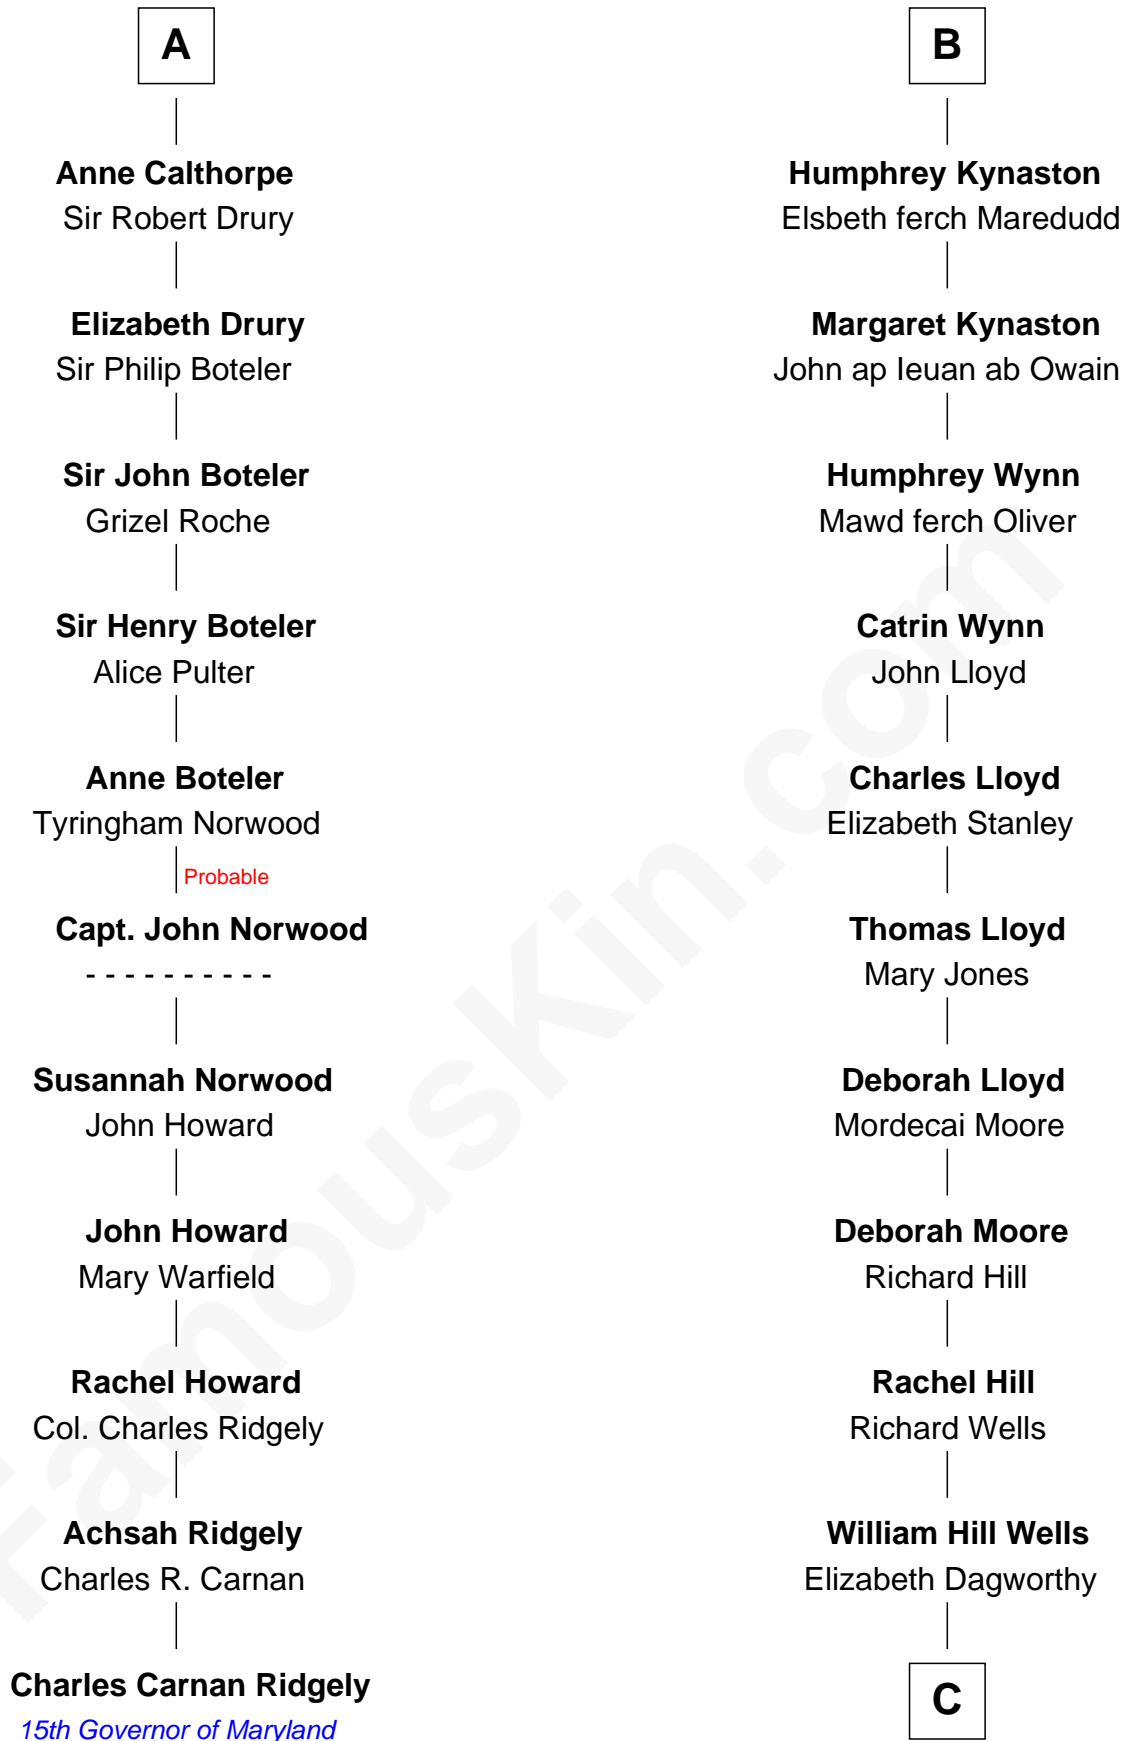 A
Anne Calthorpe
Sir Robert Drury
Elizabeth Drury
Sir Philip Boteler
Sir John Boteler
Grizel Roche
Sir Henry Boteler
Alice Pulter
Anne Boteler
Tyringham Norwood
Probable
Capt. John Norwood
- - - - - - - - - -
Susannah Norwood
John Howard
John Howard
Mary Warfield
Rachel Howard
Col. Charles Ridgely
Achsah Ridgely
Charles R. Carnan
Charles Carnan Ridgely
15th Governor of Maryland
B
Humphrey Kynaston
Elsbeth ferch Maredudd
Margaret Kynaston
John ap Ieuan ab Owain
Humphrey Wynn
Mawd ferch Oliver
Catrin Wynn
John Lloyd
Charles Lloyd
Elizabeth Stanley
Thomas Lloyd
Mary Jones
Deborah Lloyd
Mordecai Moore
Deborah Moore
Richard Hill
Rachel Hill
Richard Wells
William Hill Wells
Elizabeth Dagworthy
C
FamousKin.com